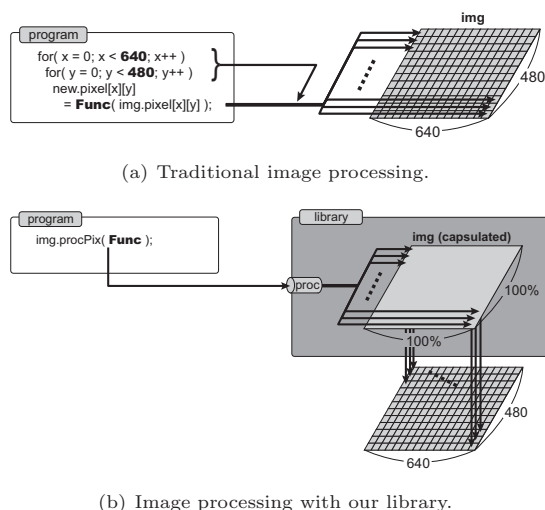 program
for( x = 0; x < 640; x++ )
for( y = 0; y < 480; y++ )
new.pixel[x][y]
= Func( img.pixel[x][y] );
img
480
640
(a) Traditional image processing.
program
img.procPix( Func );
library
img (capsulated)
proc
100%
100%
480
640
(b) Image processing with our library.